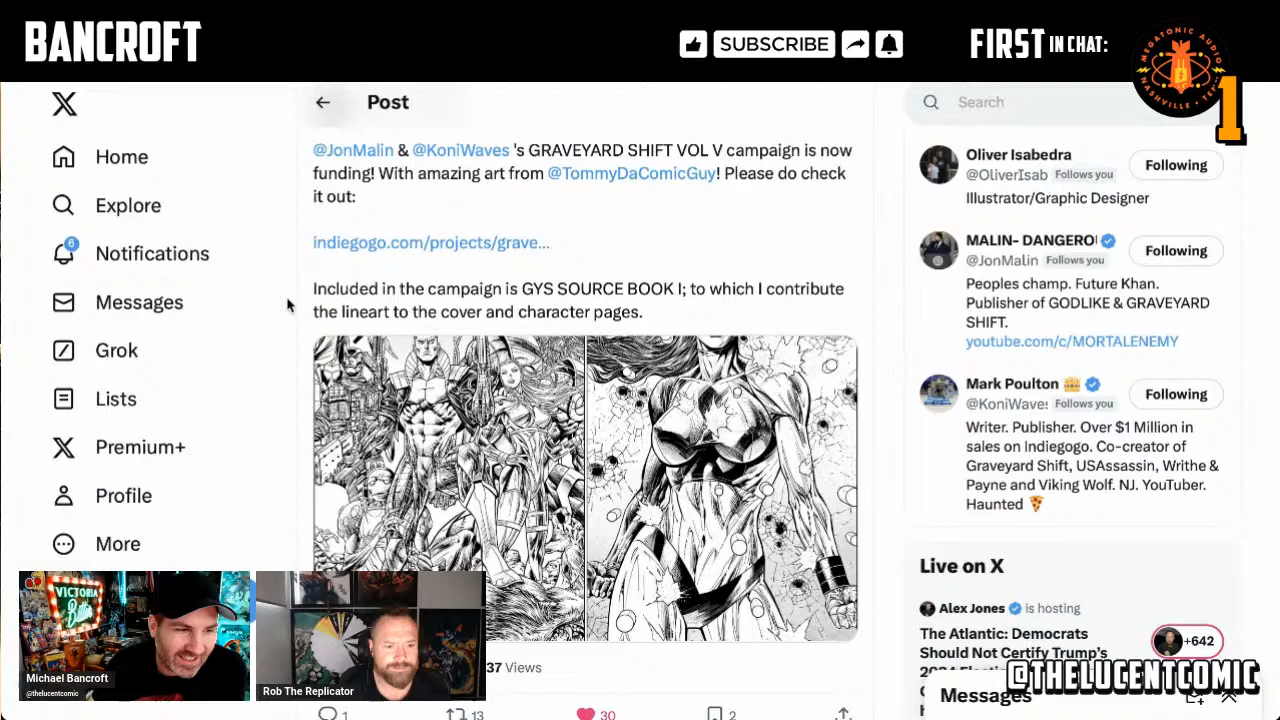 BANCROFT
SUBSCRIBE
FIRST IN CHAT:
MEGATONIC AUDIO
NASHVILLE
1
Home
Explore
6
Notifications
Messages
Grok
Lists
Premium+
Profile
More
Post
@JonMalin & @KoniWaves 's GRAVEYARD SHIFT VOL V campaign is now
funding! With amazing art from @TommyDaComicGuy! Please do check
it out:
indiegogo.com/projects/grave...
Included in the campaign is GYS SOURCE BOOK I; to which I contribute
the lineart to the cover and character pages.
37 Views
1
13
30
2
Search
Oliver Isabedra
@OliverIsab Follows you
Following
Illustrator/Graphic Designer
MALIN- DANGERO
@JonMalin Follows you
Following
Peoples champ. Future Khan.
Publisher of GODLIKE & GRAVEYARD
SHIFT.
youtube.com/c/MORTALENEMY
Mark Poulton
@KoniWaves Follows you
Following
Writer. Publisher. Over $1 Million in
sales on Indiegogo. Co-creator of
Graveyard Shift, USAssassin, Writhe &
Payne and Viking Wolf. NJ. YouTuber.
Haunted
Live on X
Alex Jones is hosting
The Atlantic: Democrats
Should Not Certify Trump's
+642
Messages
@THELUCENTCOMIC
VICTORIA
Bitter
Michael Bancroft
@thelucentcomic
Rob The Replicator